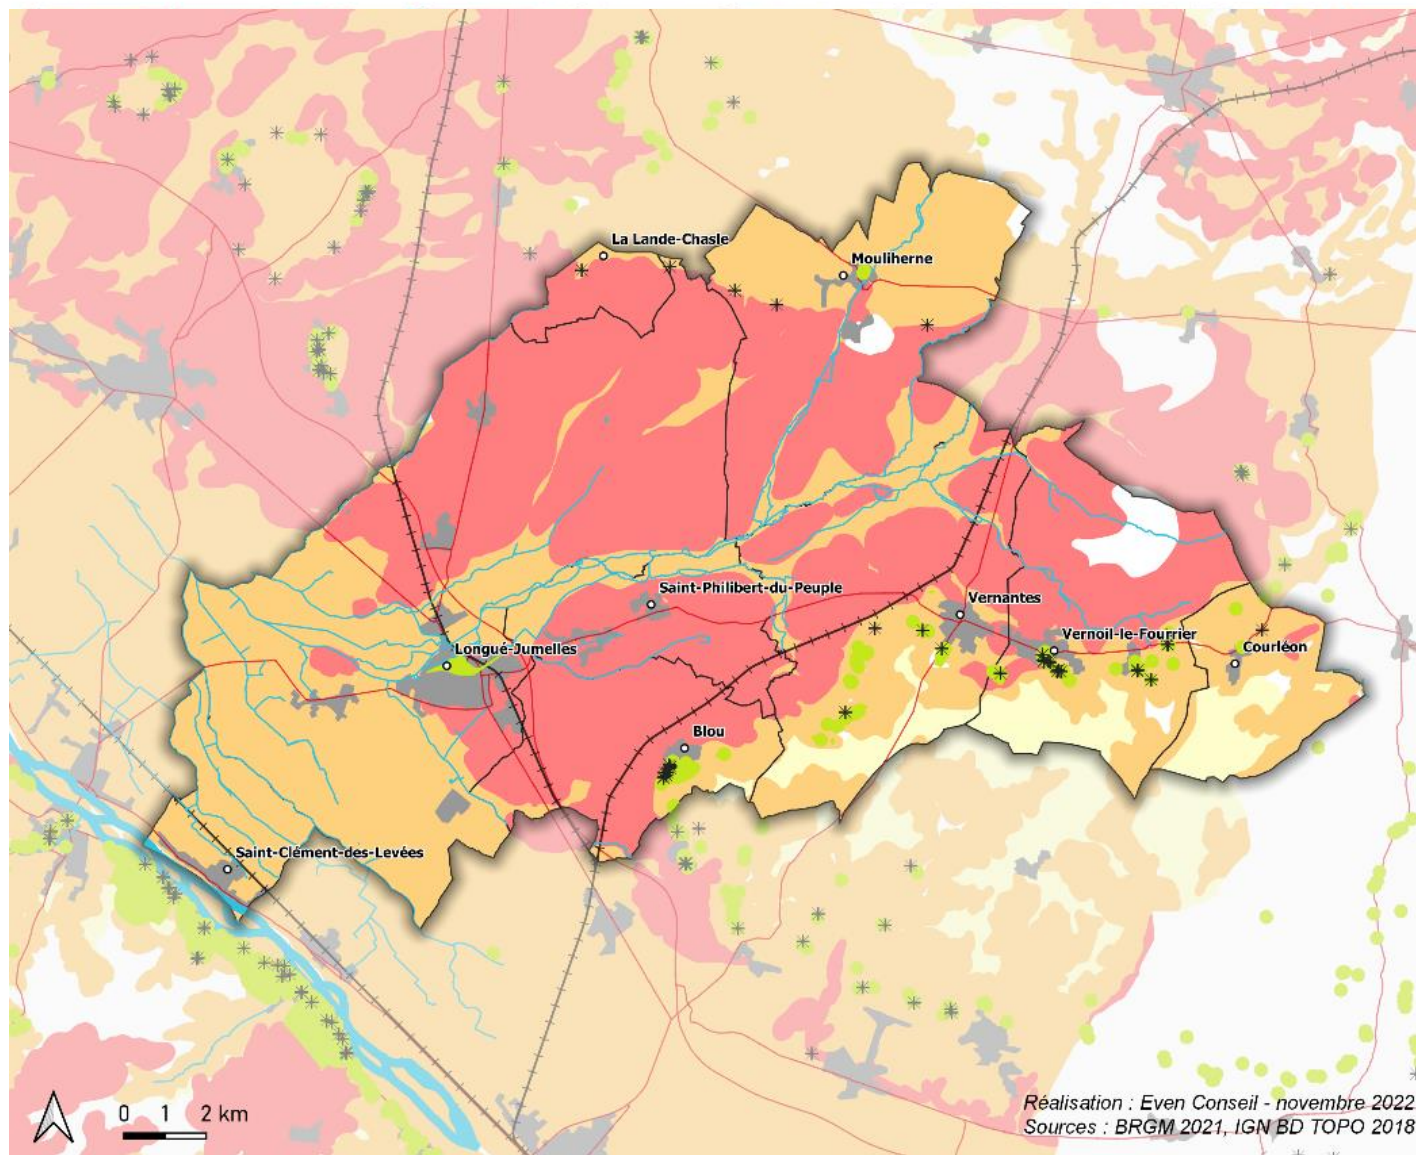 La Lande-Chasle
Mouliherne
Saint-Philibert-du-Peuple
Vernantes
Longué-Jumelles
Vernoil-le-Fourrier
Courléon
Blou
Saint-Clément-des-Levées
0 1 2 km
Réalisation : Even Conseil - novembre 2022
Sources : BRGM 2021, IGN BD TOPO 2018